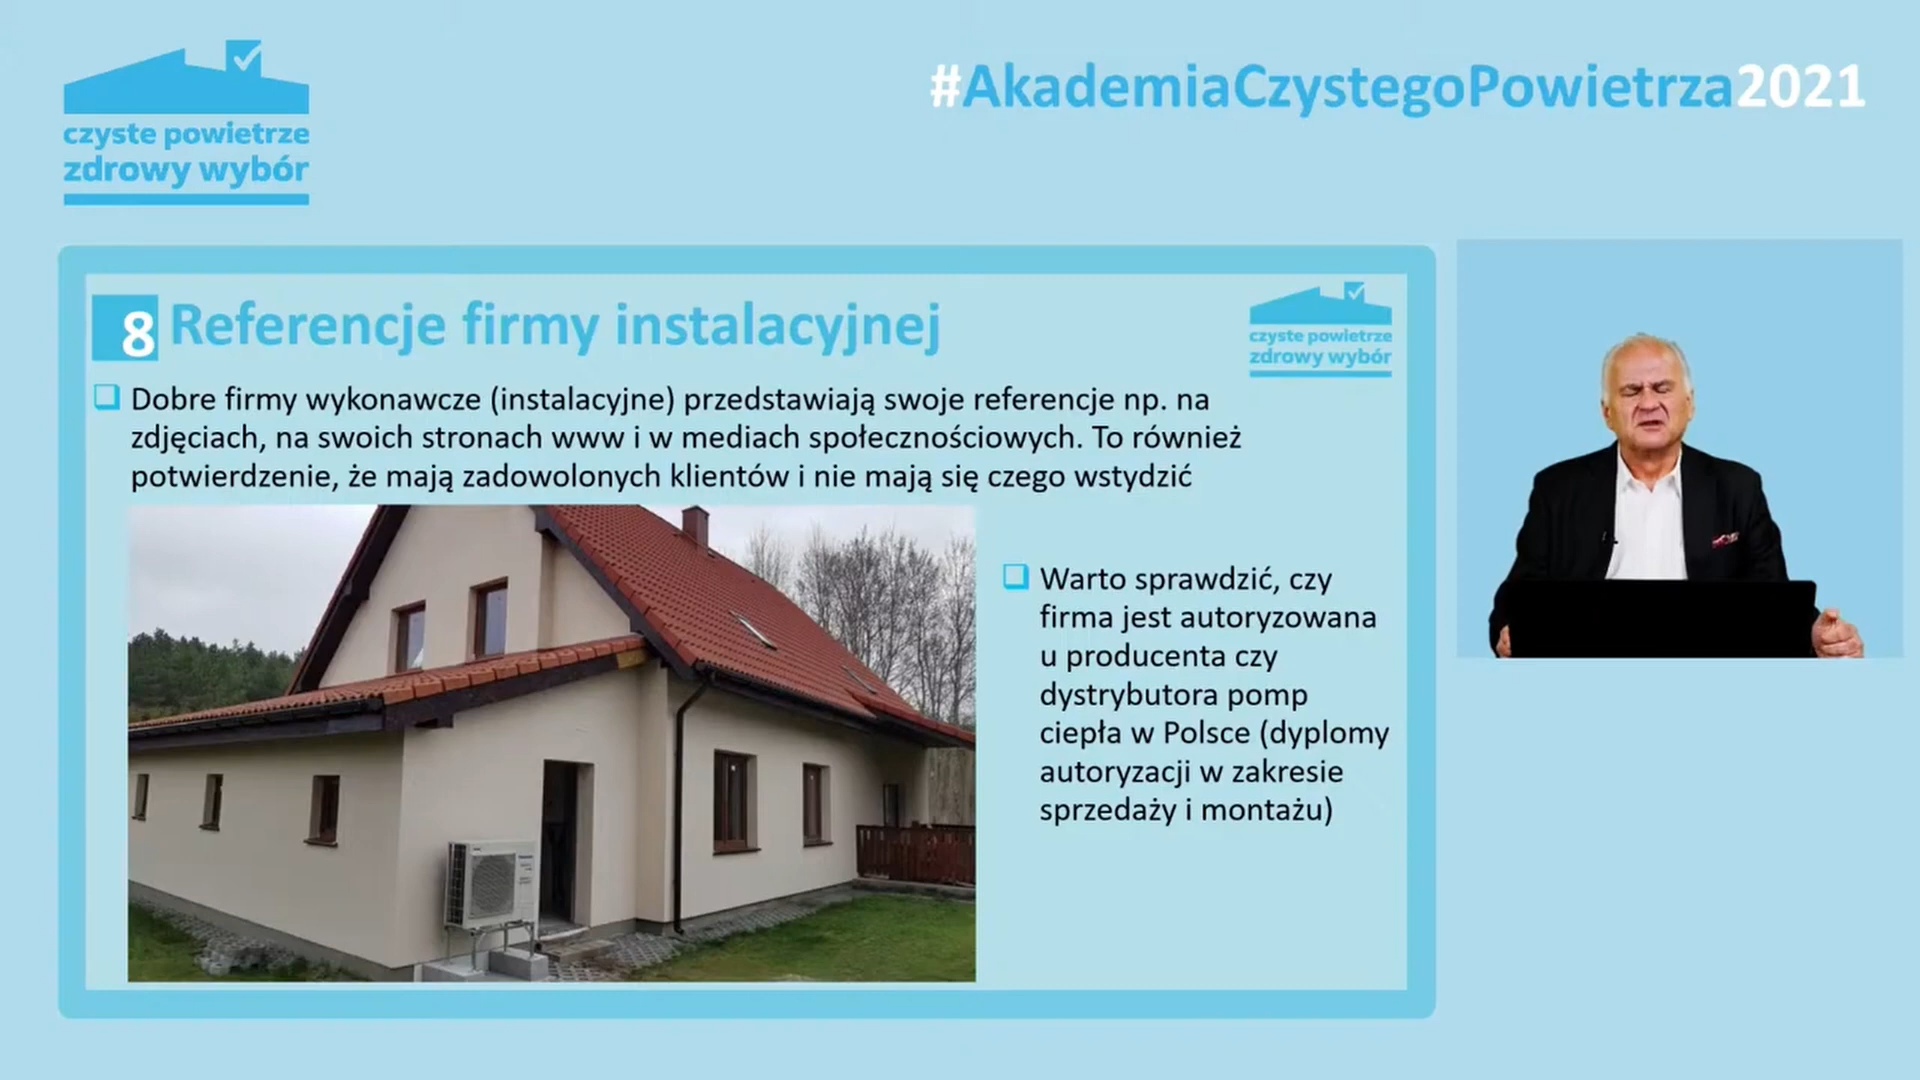 czyste powietrze
zdrowy wybór
#AkademiaCzystegoPowietrza2021
8 Referencje firmy instalacyjnej
czyste powietrze
zdrowy wybór
Dobre firmy wykonawcze (instalacyjne) przedstawiają swoje referencje np. na
zdjęciach, na swoich stronach www i w mediach społecznościowych. To również
potwierdzenie, że mają zadowolonych klientów i nie mają się czego wstydzić
Warto sprawdzić, czy
firma jest autoryzowana
u producenta czy
dystrybutora pomp
ciepła w Polsce (dyplomy
autoryzacji w zakresie
sprzedaży i montażu)